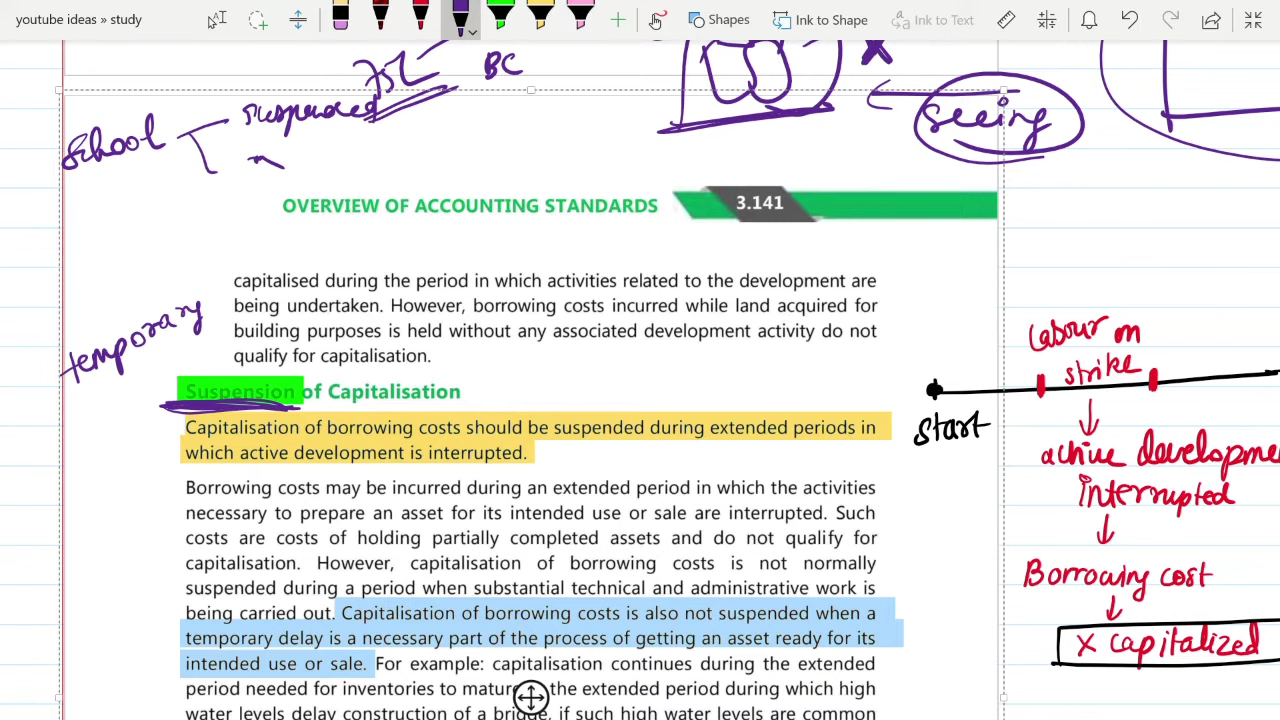 youtube ideas » study
Shapes
Ink to Shape
Ink to Text
BC
suspended
School
seeing
OVERVIEW OF ACCOUNTING STANDARDS
3.141
capitalised during the period in which activities related to the development are
being undertaken. However, borrowing costs incurred while land acquired for
building purposes is held without any associated development activity do not
qualify for capitalisation.
temporary
Suspension of Capitalisation
Capitalisation of borrowing costs should be suspended during extended periods in
which active development is interrupted.
Borrowing costs may be incurred during an extended period in which the activities
necessary to prepare an asset for its intended use or sale are interrupted. Such
costs are costs of holding partially completed assets and do not qualify for
capitalisation. However, capitalisation of borrowing costs is not normally
suspended during a period when substantial technical and administrative work is
being carried out. Capitalisation of borrowing costs is also not suspended when a
temporary delay is a necessary part of the process of getting an asset ready for its
intended use or sale. For example: capitalisation continues during the extended
period needed for inventories to mature the extended period during which high
water levels delay construction of a bridge, if such high water levels are common
Labour on
strike
start
active developme
interrupted
Borrowing cost
x capitalized